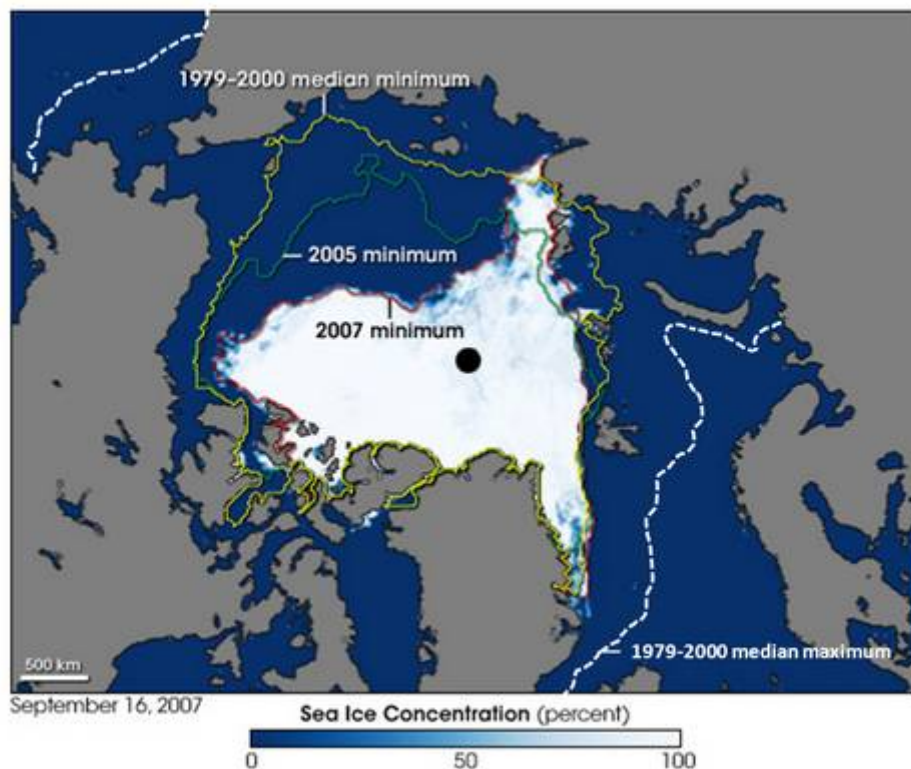 1979-2000 median minimum
2005 minimum
2007 minimum
1979-2000 median maximum
500 km
September 16, 2007
Sea Ice Concentration (percent)
0 50 100